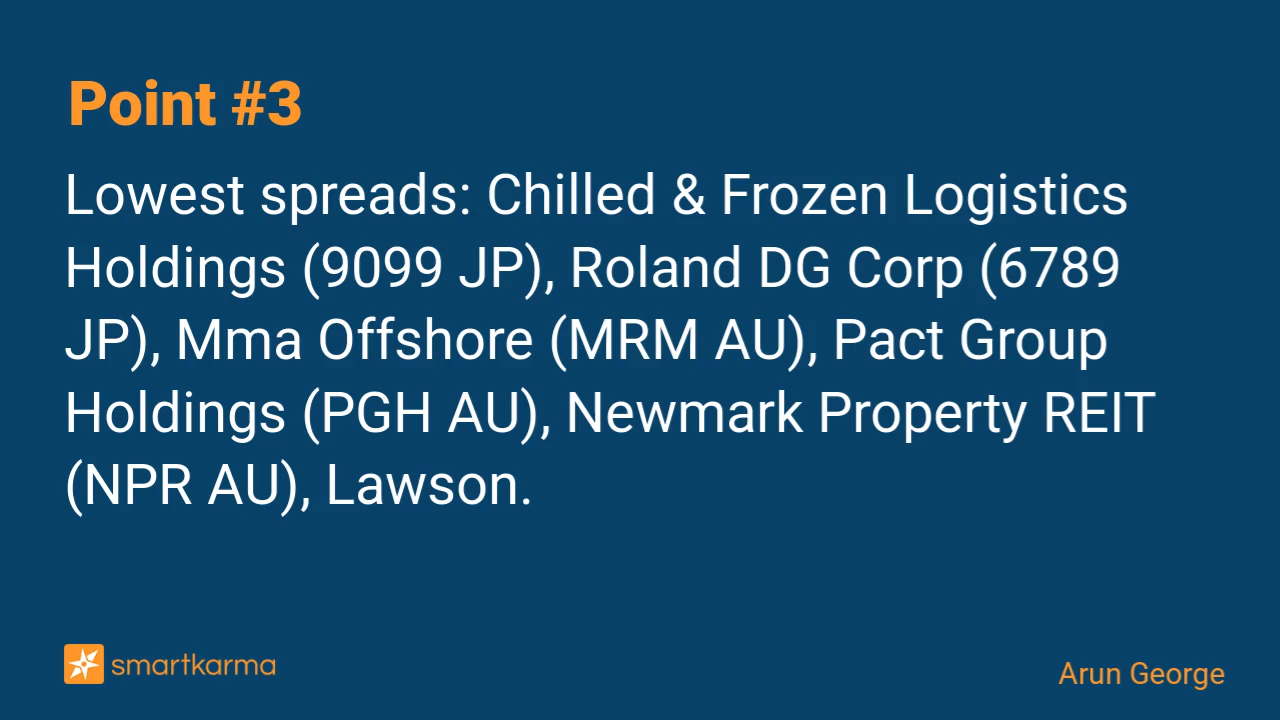 Point #3
Lowest spreads: Chilled & Frozen Logistics
Holdings (9099 JP), Roland DG Corp (6789
JP), Mma Offshore (MRM AU), Pact Group
Holdings (PGH AU), Newmark Property REIT
(NPR AU), Lawson.
smartkarma
Arun George